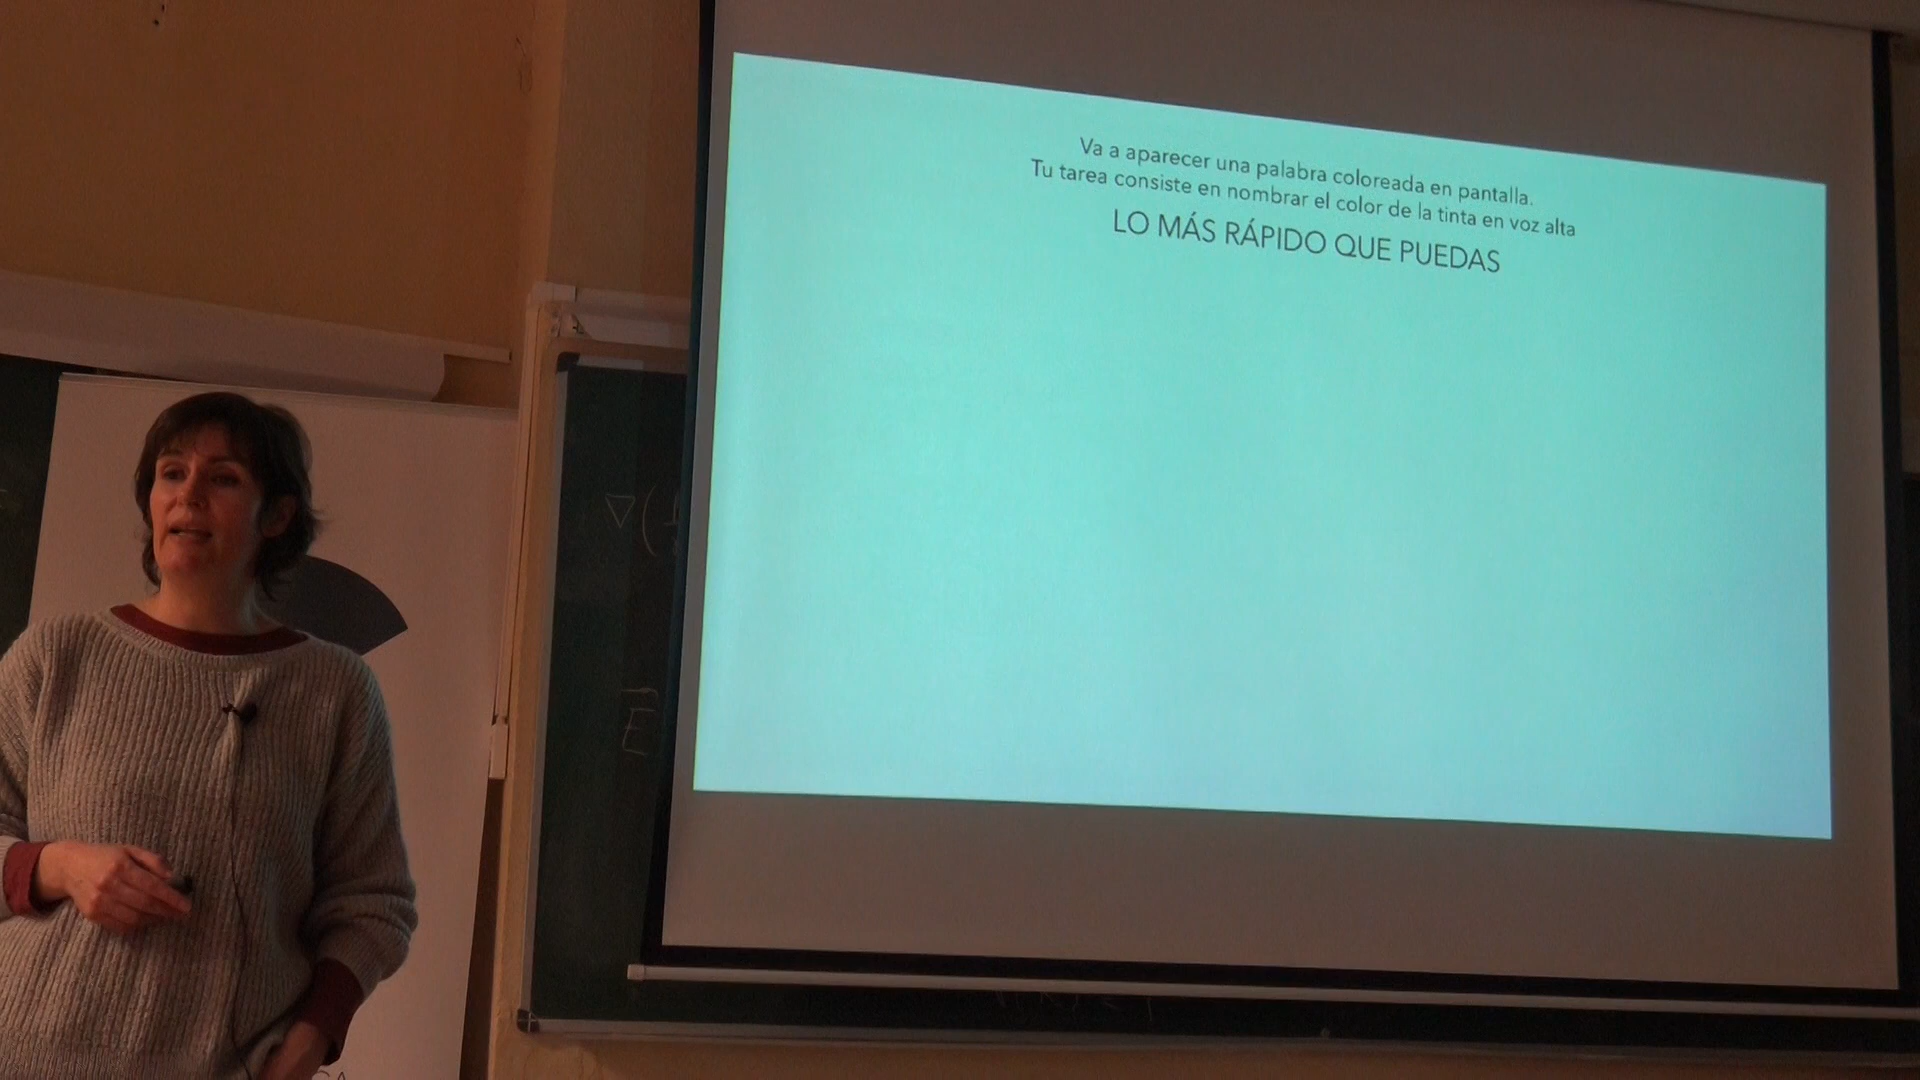 Va a aparecer una palabra coloreada en pantalla.
Tu tarea consiste en nombrar el color de la tinta en voz alta
LO MÁS RÁPIDO QUE PUEDAS
∇(
E